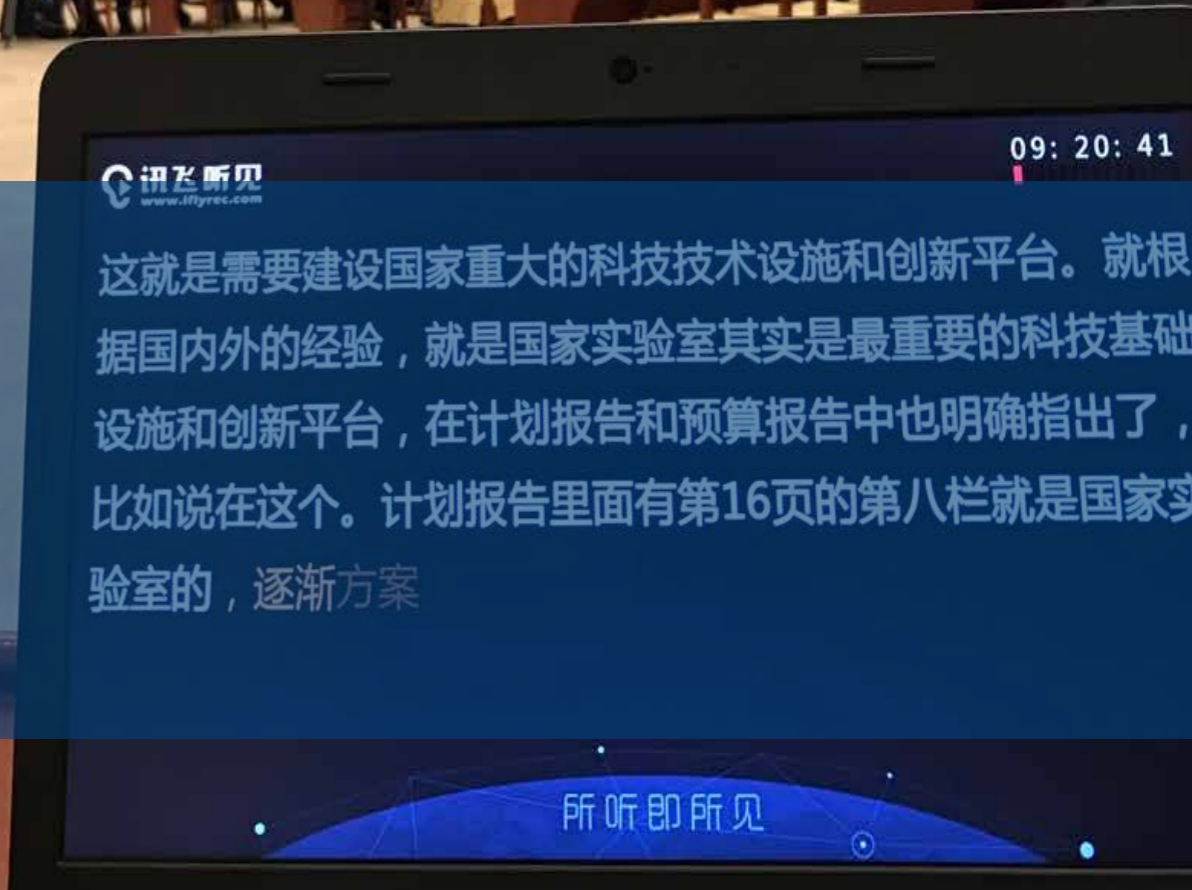 讯飞听见
www.iflyrec.com
09: 20: 41
这就是需要建设国家重大的科技技术设施和创新平台。就根
据国内外的经验，就是国家实验室其实是最重要的科技基础
设施和创新平台，在计划报告和预算报告中也明确指出了，
比如说在这个。计划报告里面有第16页的第八栏就是国家实
验室的，逐渐方案
所听即所见